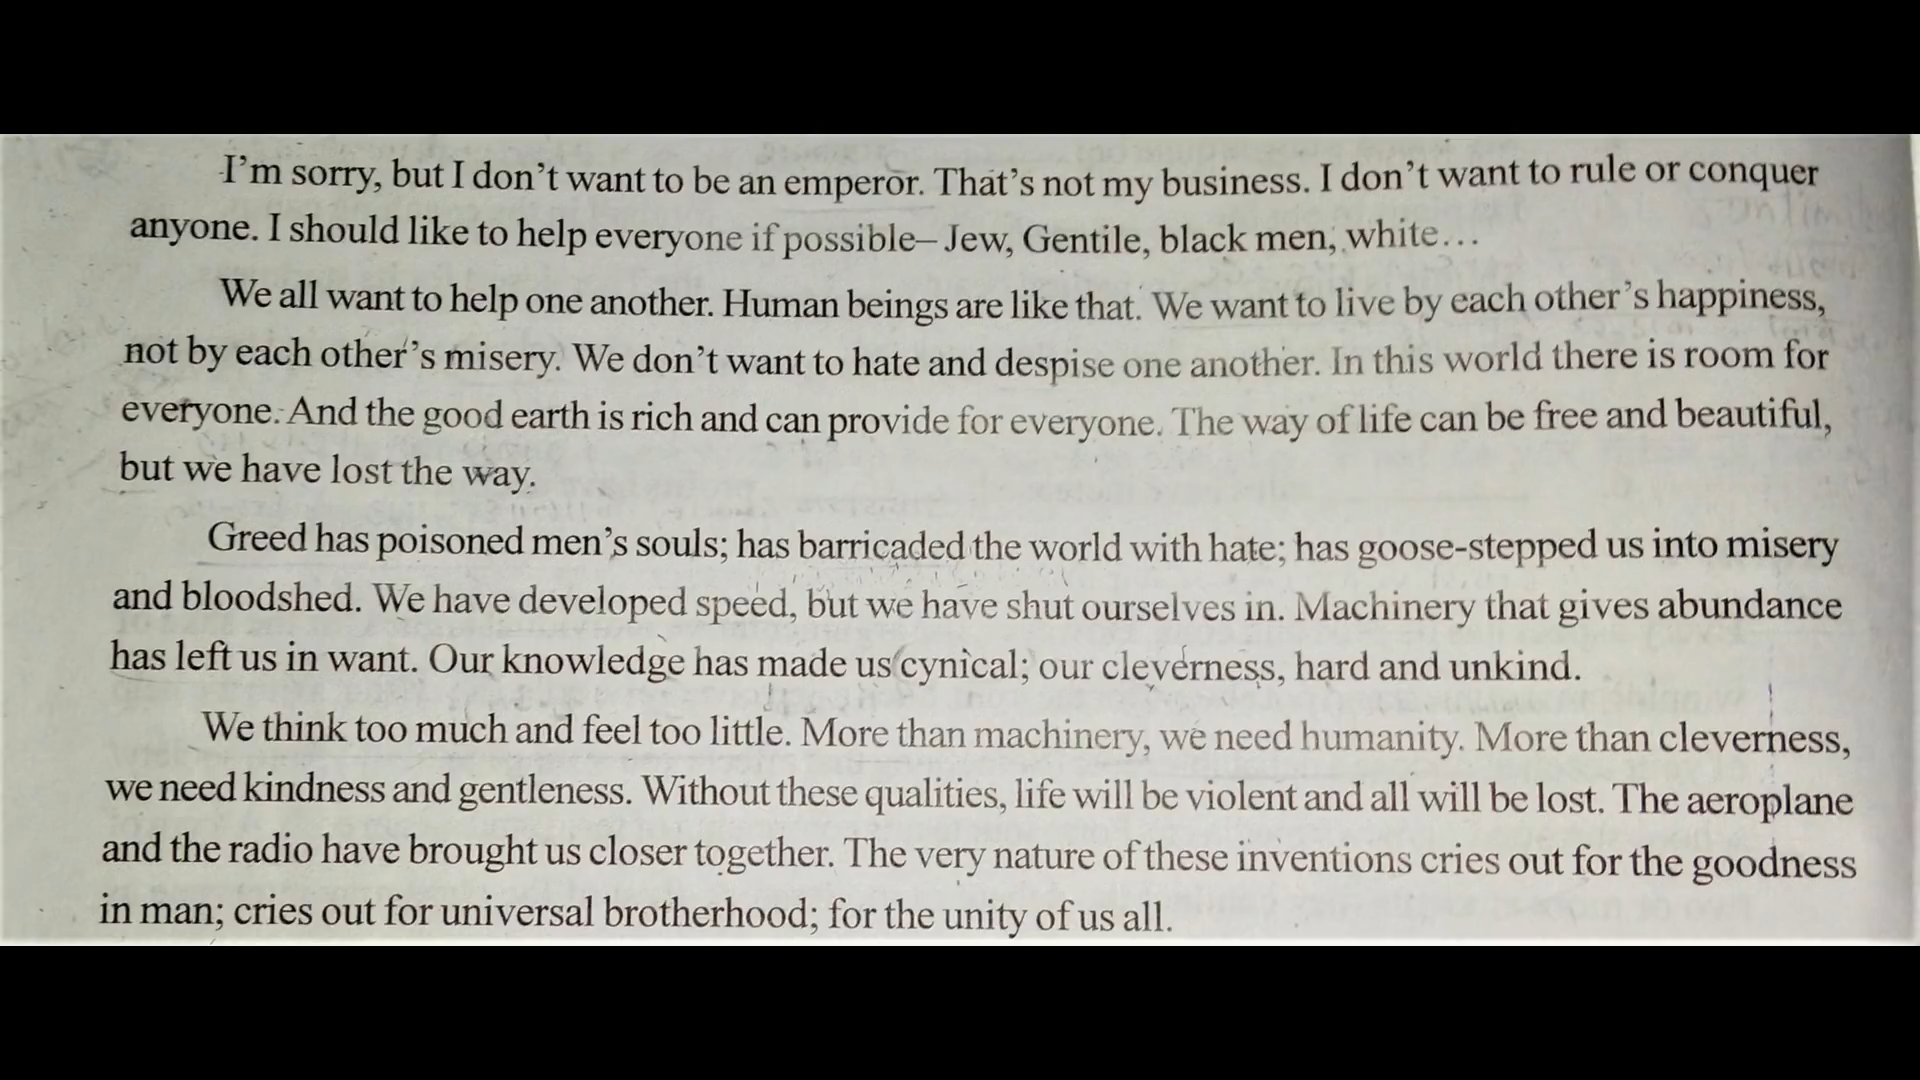 I'm sorry, but I don't want to be an emperor. That's not my business. I don't want to rule or conquer
anyone. I should like to help everyone if possible– Jew, Gentile, black men, white...
We all want to help one another. Human beings are like that. We want to live by each other's happiness,
not by each other's misery. We don't want to hate and despise one another. In this world there is room for
everyone. And the good earth is rich and can provide for everyone. The way of life can be free and beautiful,
but we have lost the way.
Greed has poisoned men's souls; has barricaded the world with hate; has goose-stepped us into misery
and bloodshed. We have developed speed, but we have shut ourselves in. Machinery that gives abundance
has left us in want. Our knowledge has made us cynical; our cleverness, hard and unkind.
We think too much and feel too little. More than machinery, we need humanity. More than cleverness,
we need kindness and gentleness. Without these qualities, life will be violent and all will be lost. The aeroplane
and the radio have brought us closer together. The very nature of these inventions cries out for the goodness
in man; cries out for universal brotherhood; for the unity of us all.